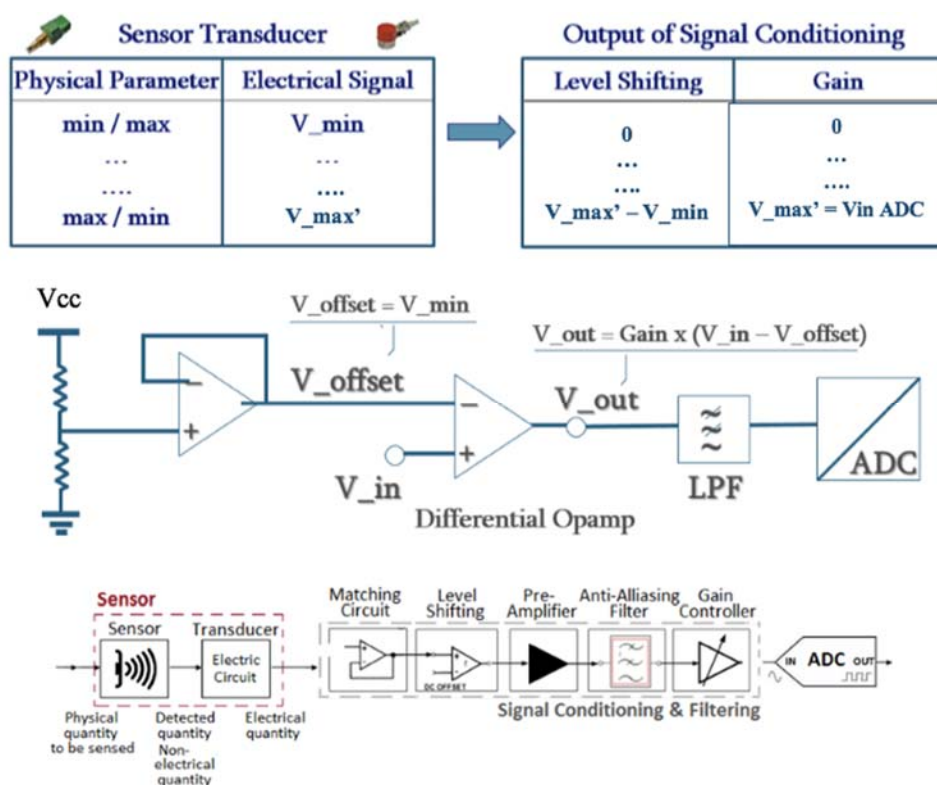 Sensor Transducer
Physical Parameter Electrical Signal
min / max V_min
... ...
.... ....
max / min V_max’
Output of Signal Conditioning
Level Shifting Gain
0 0
... ...
.... ....
V_max’ – V_min V_max’ = Vin ADC
Vcc
V_offset = V_min
V_out = Gain x (V_in – V_offset)
–
+
V_offset
–
+
V_in
V_out
LPF
ADC
Differential Opamp
Sensor
Sensor
Transducer
Electric
Circuit
Matching
Circuit
Level
Shifting
Pre-
Amplifier
Anti-Alliasing
Filter
Gain
Controller
DC OFFSET
IN ADC OUT
Signal Conditioning & Filtering
Physical
quantity
to be sensed
Detected
quantity
Non-
electrical
quantity
Electrical
quantity